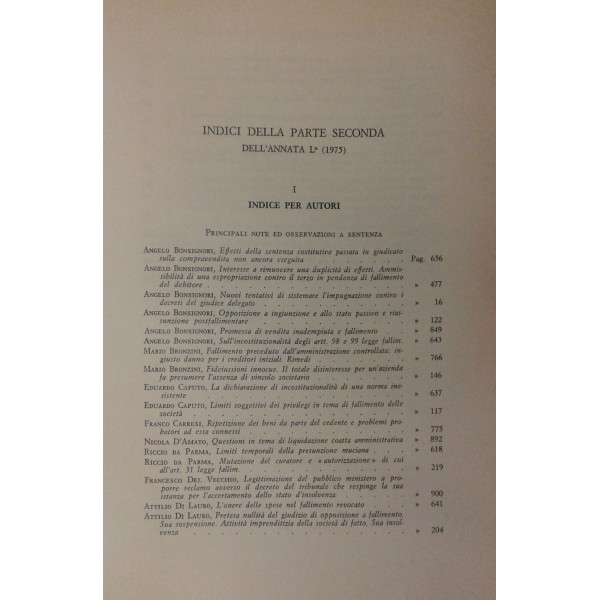 INDICI DELLA PARTE SECONDA
DELL'ANNATA Lª (1975)
I
INDICE PER AUTORI
PRINCIPALI NOTE ED OSSERVAZIONI A SENTENZA
ANGELO BONSIGNORI, Effetti della sentenza costitutiva passata in giudicato
sulla compravendita non ancora eseguita . . . . . . . . Pag. 656
ANGELO BONSIGNORI, Interesse a rimuovere una duplicità di effetti. Ammis-
sibilità di una espropriazione contro il terzo in pendenza di fallimento
del debitore . . . . . . . . . . » 477
ANGELO BONSIGNORI, Nuovi tentativi di sistemare l'impugnazione contro i
decreti del giudice delegato . . . . . . . . » 16
ANGELO BONSIGNORI, Opposizione a ingiunzione e allo stato passivo e rias-
sunzione postfallimentare . . . . . . . . » 122
ANGELO BONSIGNORI, Promessa di vendita inadempiuta e fallimento . . . » 849
ANGELO BONSIGNORI, Sull'incostituzionalità degli artt. 98 e 99 legge fallim. » 643
MARIO BRONZINI, Fallimento preceduto dall'amministrazione controllata: in-
giusto danno per i creditori iniziali. Rimedi . . . . . » 766
MARIO BRONZINI, Fideiussioni innocue. Il totale disinteresse per un'azienda
fa presumere l'assenza di vincolo societario . . . . . » 146
EDUARDO CAPUTO, La dichiarazione di incostituzionalità di una norma ine-
sistente . . . . . . . . . . » 637
EDUARDO CAPUTO, Limiti soggettivi dei privilegi in tema di fallimento delle
società . . . . . . . . . . » 117
FRANCO CARRESI, Ripetizione dei beni da parte del cedente e problemi pro-
batori ad essa connessi . . . . . . . . » 775
NICOLA D'AMATO, Questioni in tema di liquidazione coatta amministrativa » 892
RICCIO DA PARMA, Limiti temporali della presunzione muciana . . . » 618
RICCIO DA PARMA, Mutazione del curatore e «autorizzazione» di cui
all'art. 31 legge fallim. . . . . . . . . » 219
FRANCESCO DEL VECCHIO, Legittimazione del pubblico ministero a pro-
porre reclamo avverso il decreto del tribunale che respinge la sua
istanza per l'accertamento dello stato d'insolvenza . . . . » 900
ATTILIO DI LAURO, L'onere delle spese nel fallimento revocato . . . » 641
ATTILIO DI LAURO, Pretesa nullità del giudizio di opposizione a fallimento.
Sua sospensione. Attività imprenditizia della società di fatto. Sua insol-
venza . . . . . . . . . . » 204